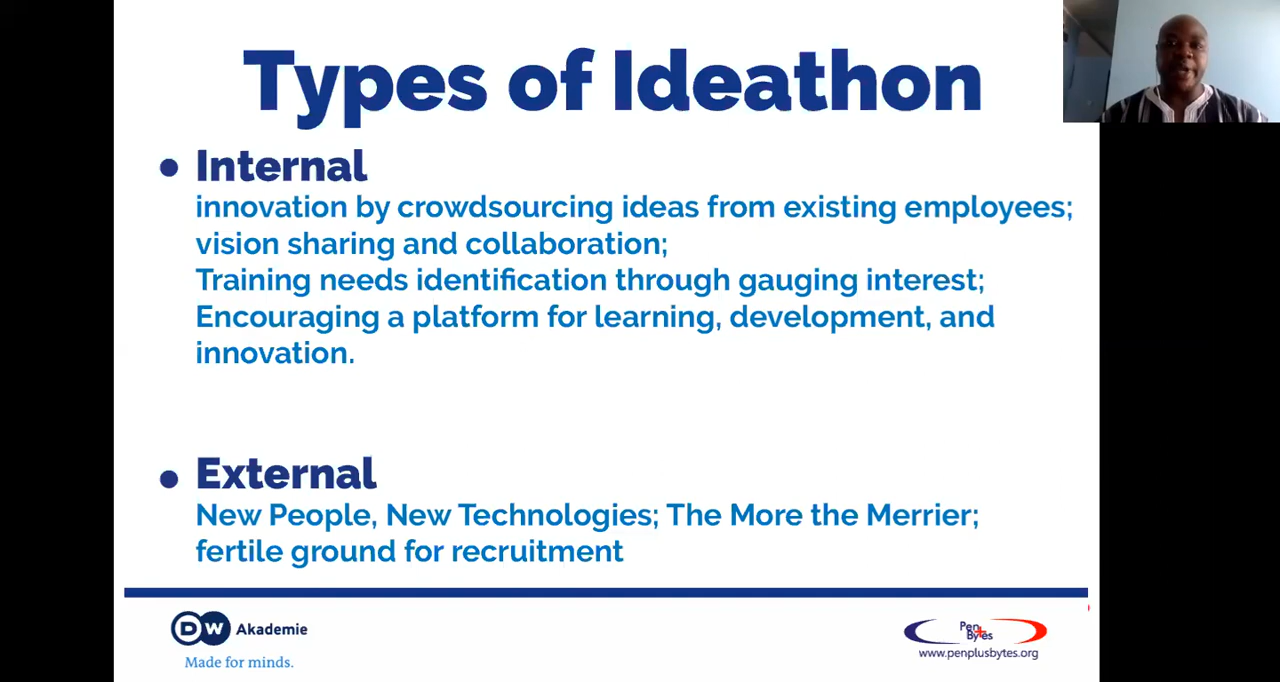 Types of Ideathon
• Internal
innovation by crowdsourcing ideas from existing employees;
vision sharing and collaboration;
Training needs identification through gauging interest;
Encouraging a platform for learning, development, and
innovation.
• External
New People, New Technologies; The More the Merrier;
fertile ground for recruitment
DW Akademie
Made for minds.
Pen
Bytes
www.penplusbytes.org